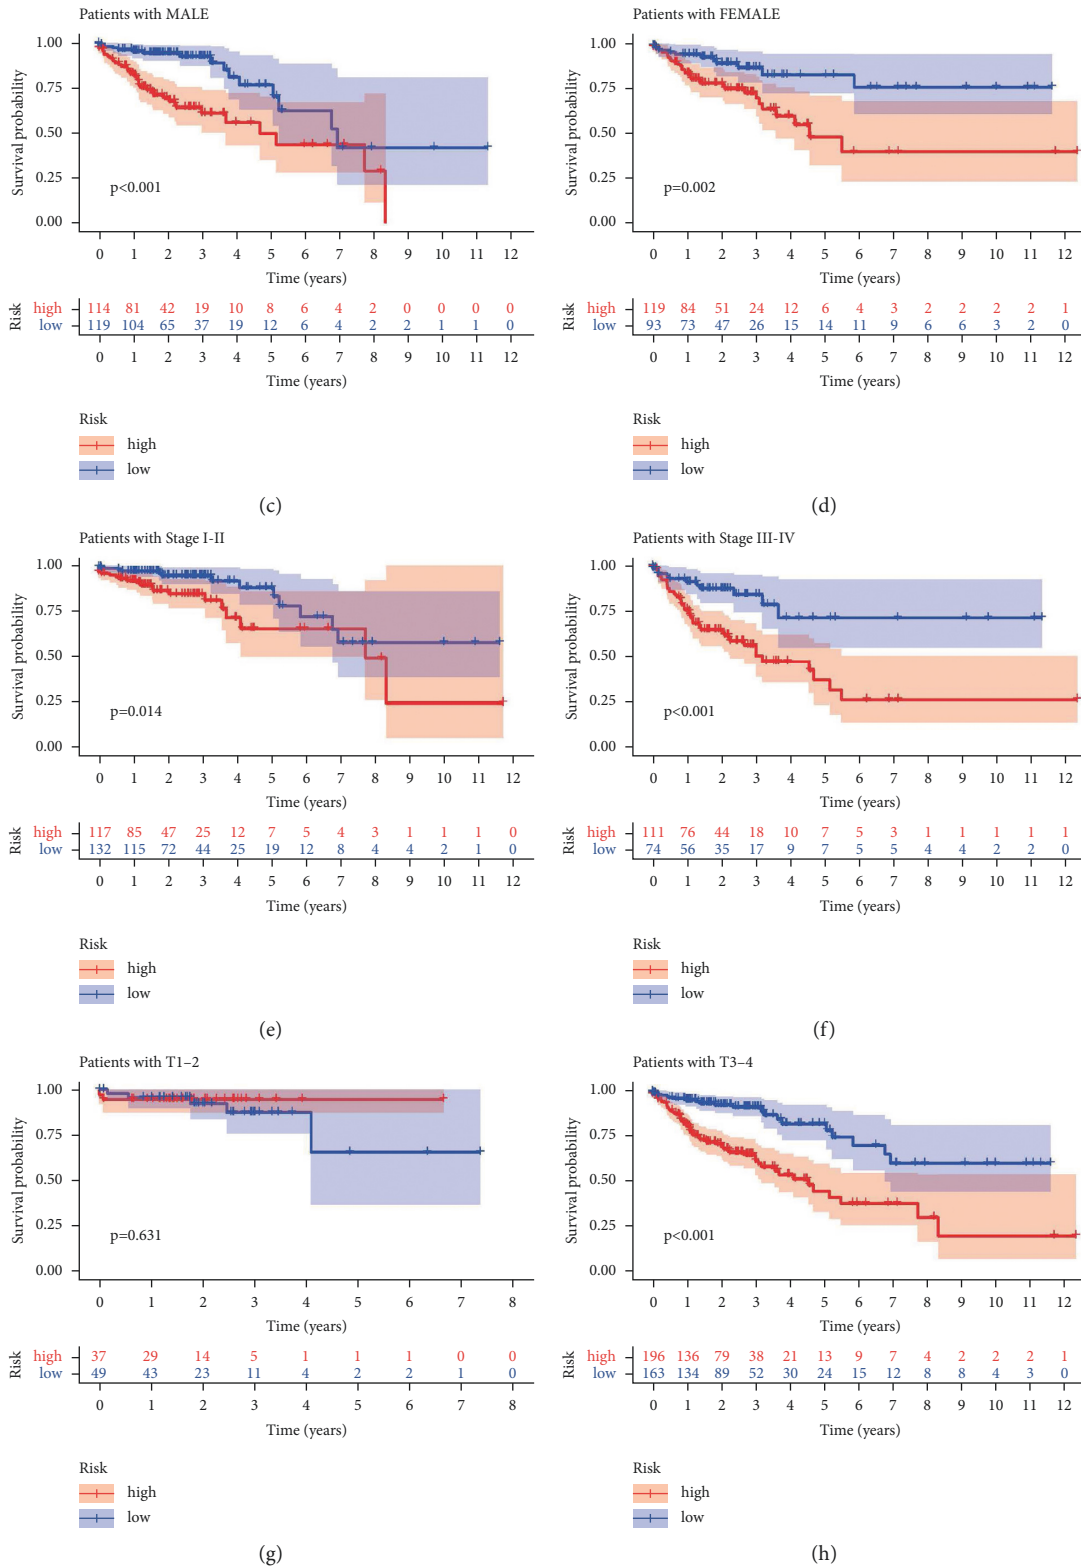 Patients with MALE
1.00
0.75
0.50
0.25
0.00
Survival probability
p<0.001
0 1 2 3 4 5 6 7 8 9 10 11 12
Time (years)
Risk
high 114 81 42 19 10 8 6 4 2 0 0 0 0
low 119 104 65 37 19 12 6 4 2 2 1 1 0
0 1 2 3 4 5 6 7 8 9 10 11 12
Time (years)
Risk
high
low
(c)
Patients with FEMALE
1.00
0.75
0.50
0.25
0.00
Survival probability
p=0.002
0 1 2 3 4 5 6 7 8 9 10 11 12
Time (years)
Risk
high 119 84 51 24 12 6 4 3 2 2 2 2 1
low 93 73 47 26 15 14 11 9 6 6 3 2 0
0 1 2 3 4 5 6 7 8 9 10 11 12
Time (years)
Risk
high
low
(d)
Patients with Stage I-II
1.00
0.75
0.50
0.25
0.00
Survival probability
p=0.014
0 1 2 3 4 5 6 7 8 9 10 11 12
Time (years)
Risk
high 117 85 47 25 12 7 5 4 3 1 1 1 0
low 132 115 72 44 25 19 12 8 4 4 2 1 0
0 1 2 3 4 5 6 7 8 9 10 11 12
Time (years)
Risk
high
low
(e)
Patients with Stage III-IV
1.00
0.75
0.50
0.25
0.00
Survival probability
p<0.001
0 1 2 3 4 5 6 7 8 9 10 11 12
Time (years)
Risk
high 111 76 44 18 10 7 5 3 1 1 1 1 1
low 74 56 35 17 9 7 5 5 4 4 2 2 0
0 1 2 3 4 5 6 7 8 9 10 11 12
Time (years)
Risk
high
low
(f)
Patients with T1–2
1.00
0.75
0.50
0.25
0.00
Survival probability
p=0.631
0 1 2 3 4 5 6 7 8
Time (years)
Risk
high 37 29 14 5 1 1 1 0 0
low 49 43 23 11 4 2 2 1 0
0 1 2 3 4 5 6 7 8
Time (years)
Risk
high
low
(g)
Patients with T3–4
1.00
0.75
0.50
0.25
0.00
Survival probability
p<0.001
0 1 2 3 4 5 6 7 8 9 10 11 12
Time (years)
Risk
high 196 136 79 38 21 13 9 7 4 2 2 2 1
low 163 134 89 52 30 24 15 12 8 8 4 3 0
0 1 2 3 4 5 6 7 8 9 10 11 12
Time (years)
Risk
high
low
(h)